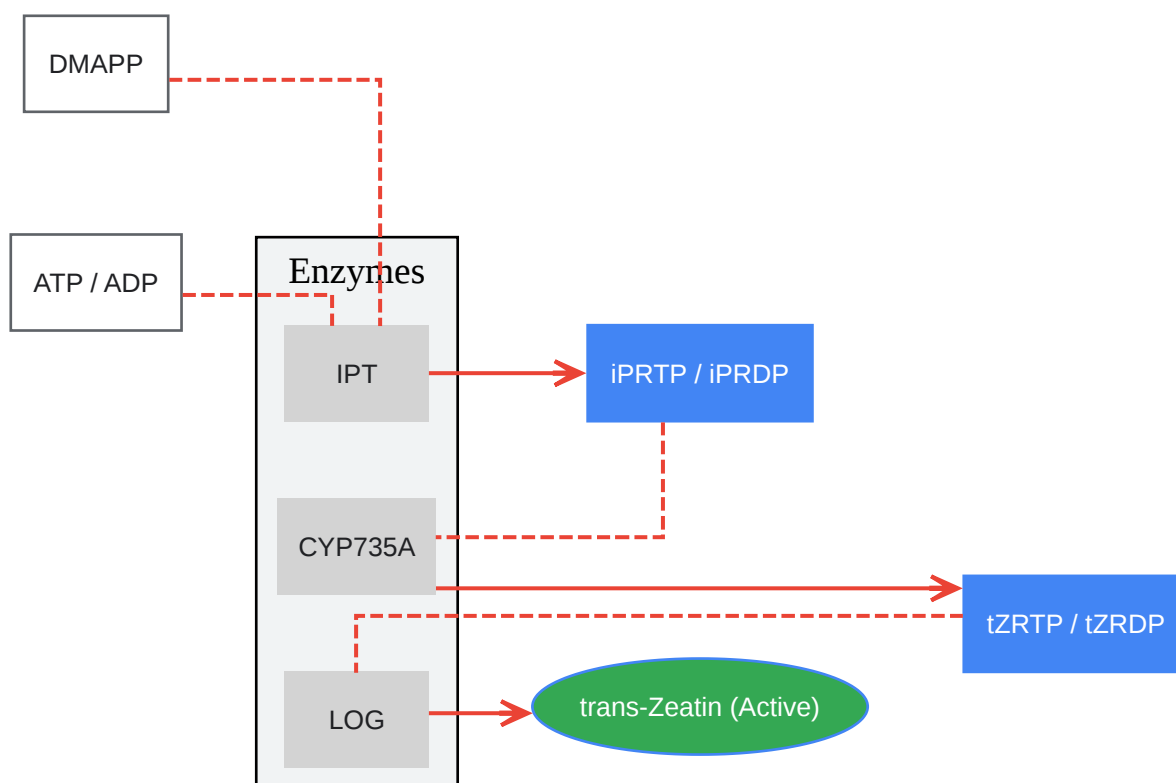 DMAPP
ATP / ADP
Enzymes
IPT
iPRTP / iPRDP
CYP735A
tZRTP / tZRDP
LOG
trans-Zeatin (Active)